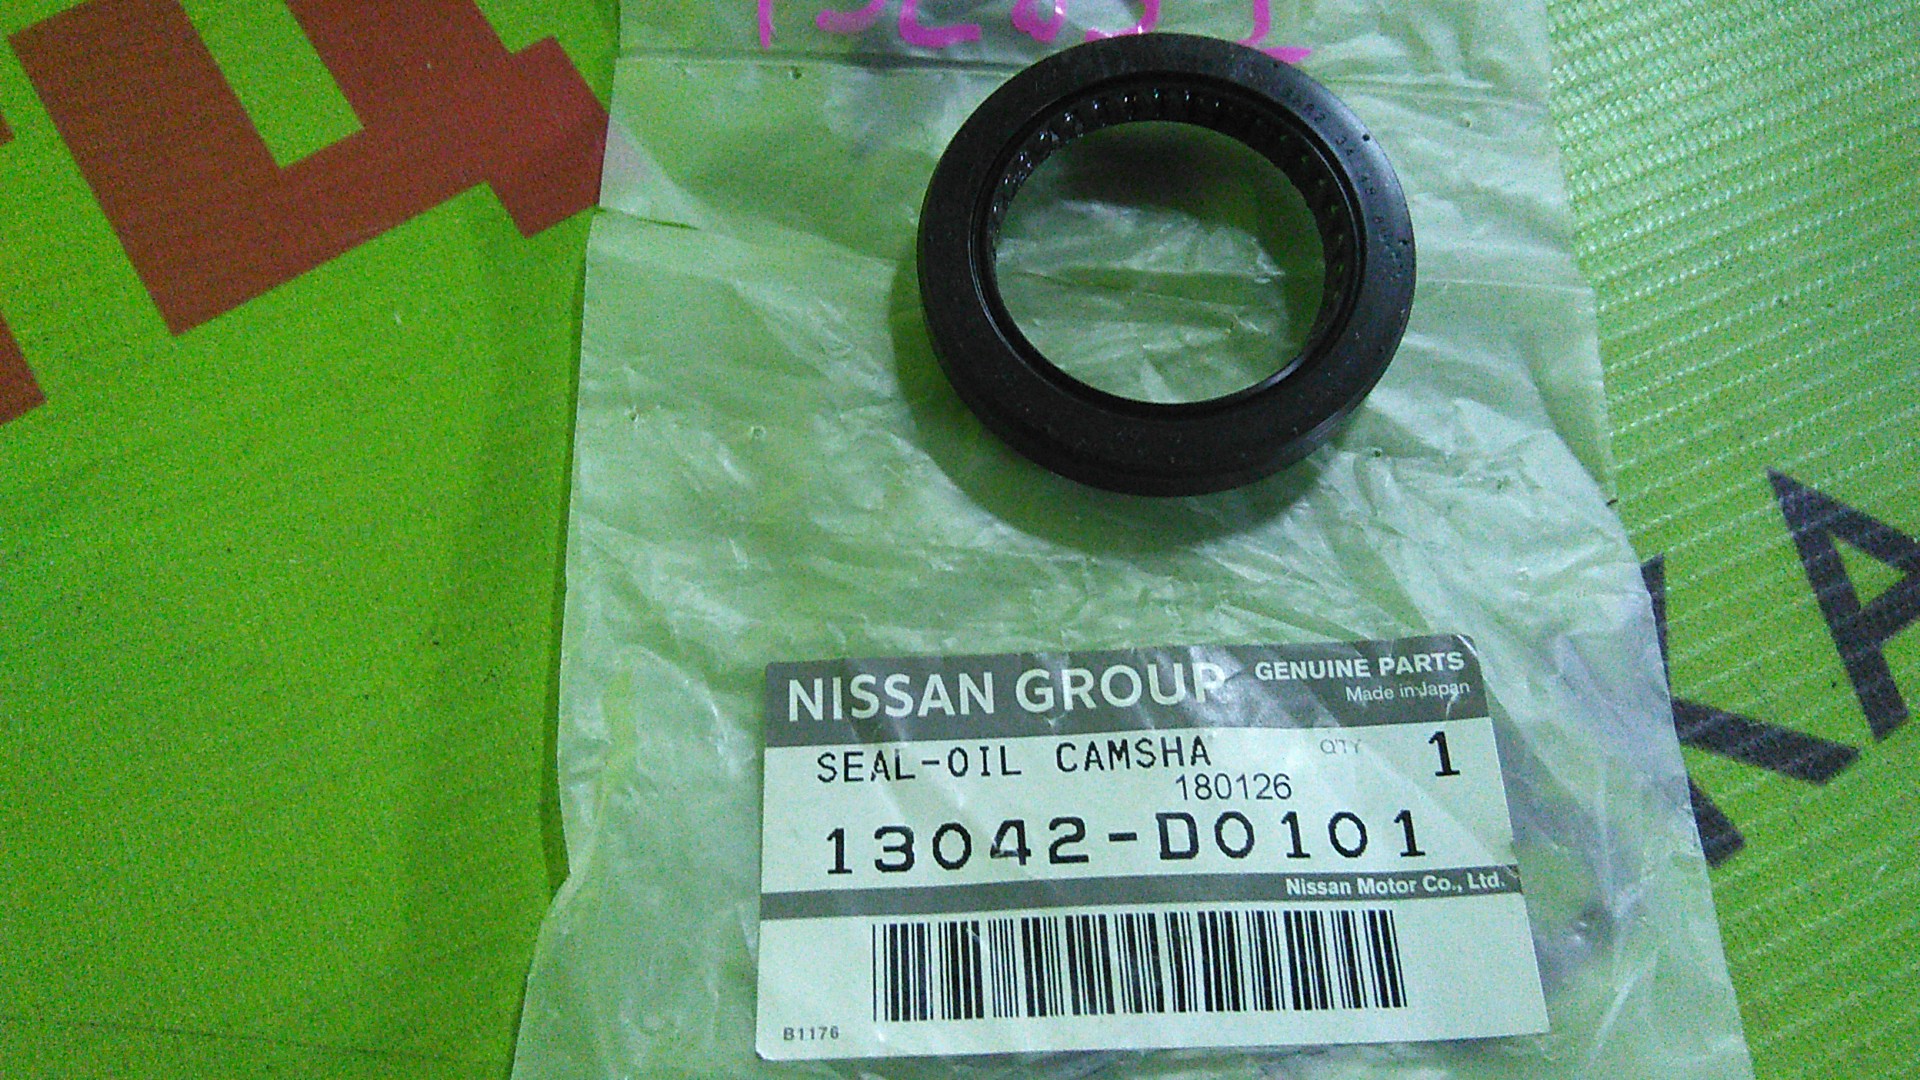 NISSAN GROUP GENUINE PARTS
Made in Japan
SEAL-OIL CAMSHA QTY 1
180126
13042-D0101
Nissan Motor Co., Ltd.
B1176
КА